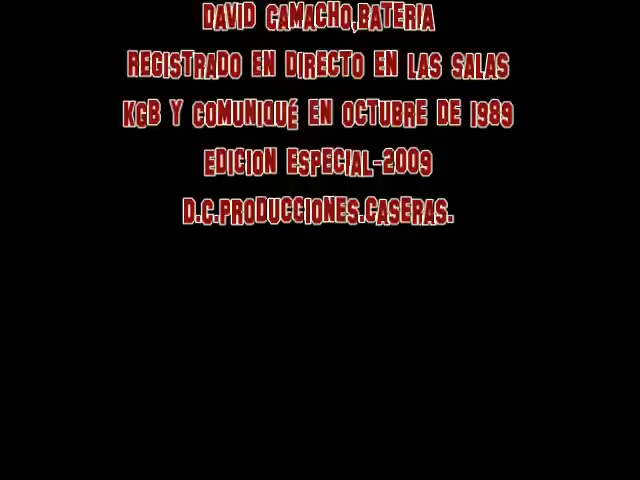 DAVID CAMACHO,BATERIA
REGISTRADO EN DIRECTO EN LAS SALAS
KGB Y COMUNIQUÉ EN OCTUBRE DE 1989
EDICION ESPECIAL-2009
D.C.PRODUCCIONES.CASERAS.